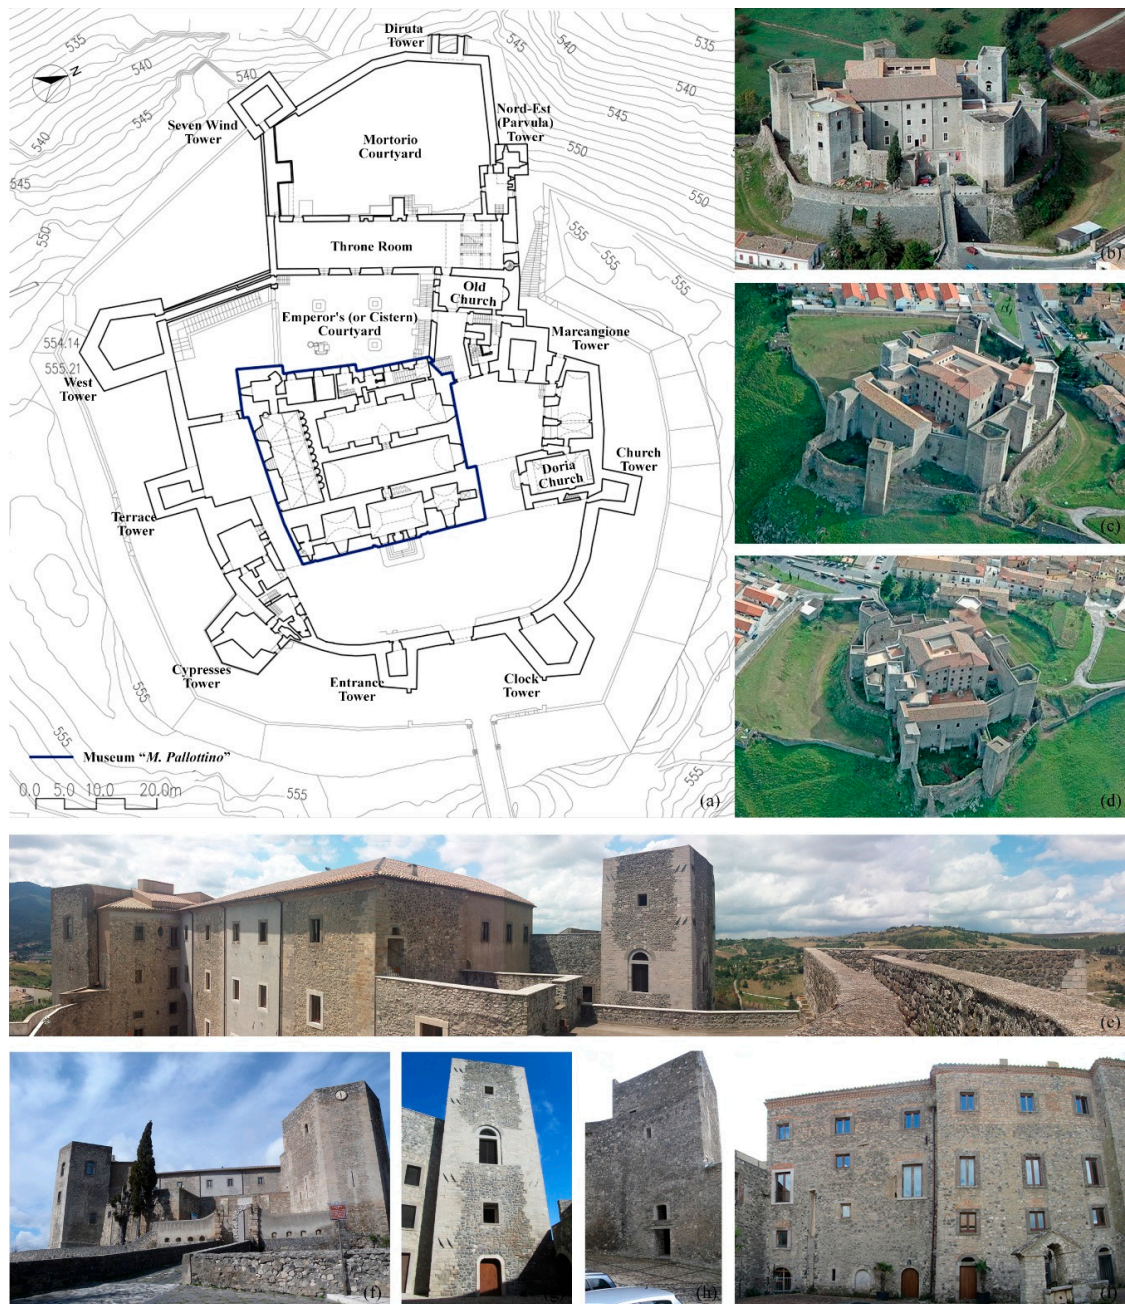 Diruta
Tower
535
540
545
545
540
535
N
540
540
545
550
Seven Wind
Tower
Nord-Est
(Parvula)
Tower
Mortorio
Courtyard
545
550
550
555
555
Throne Room
Old
Church
Emperor's (or Cistern)
Courtyard
Marcangione
Tower
554.14
555.21
West
Tower
Church
Tower
Doria
Church
Terrace
Tower
Cypresses
Tower
Entrance
Tower
Clock
Tower
555
555
555
555
Museum "M. Pallottino"
0.0 5.0 10.0 20.0m
(a)
(b)
(c)
(d)
(e)
(f)
(g)
(h)
(i)